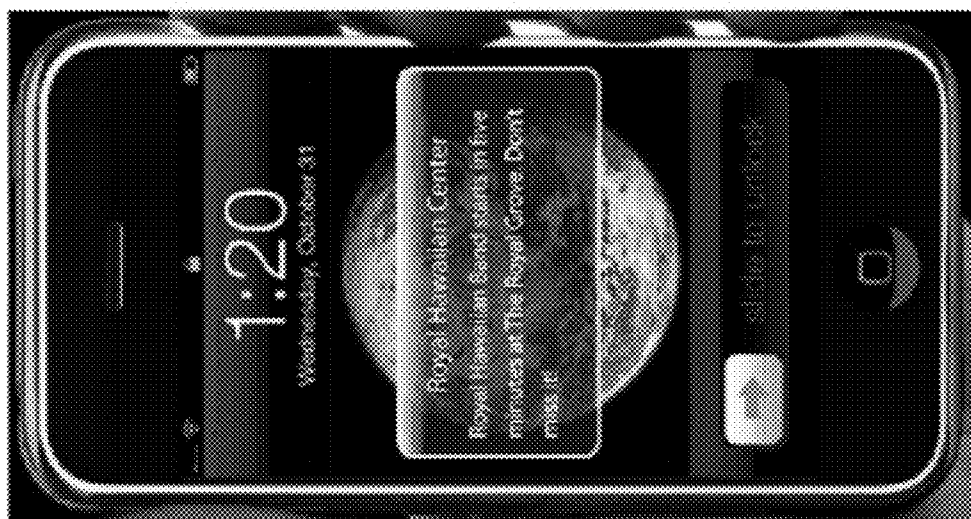 1:20
Wednesday, October 31
Royal Hawaiian Center
Royal Hawaiian Band starts in five
minutes at The Royal Grove Don't
miss it!
slide to unlock